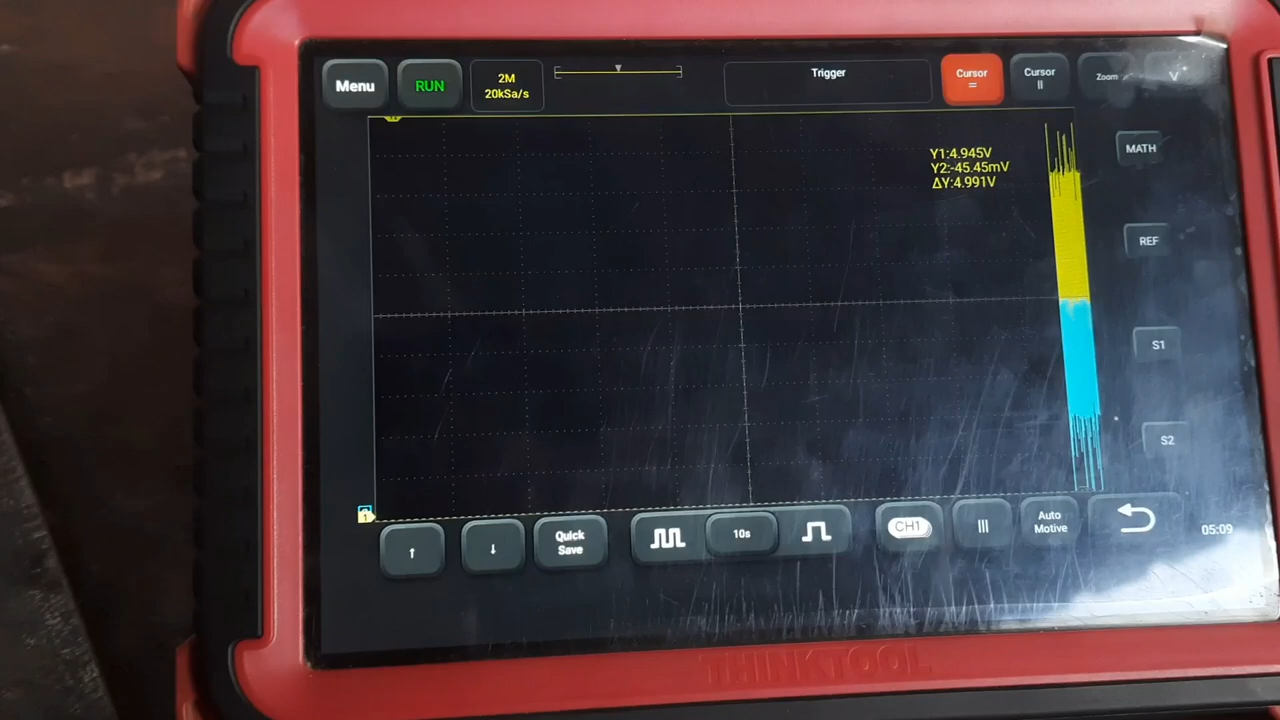 Menu
RUN
2M
20kSa/s
Trigger
Cursor
=
Cursor
||
Zoom
V
Y1:4.945V
Y2:-45.45mV
ΔY:4.991V
MATH
REF
S1
S2
1
↑
↓
Quick
Save
10s
CH1
|||
Auto
Motive
05:09
THINKTOOL